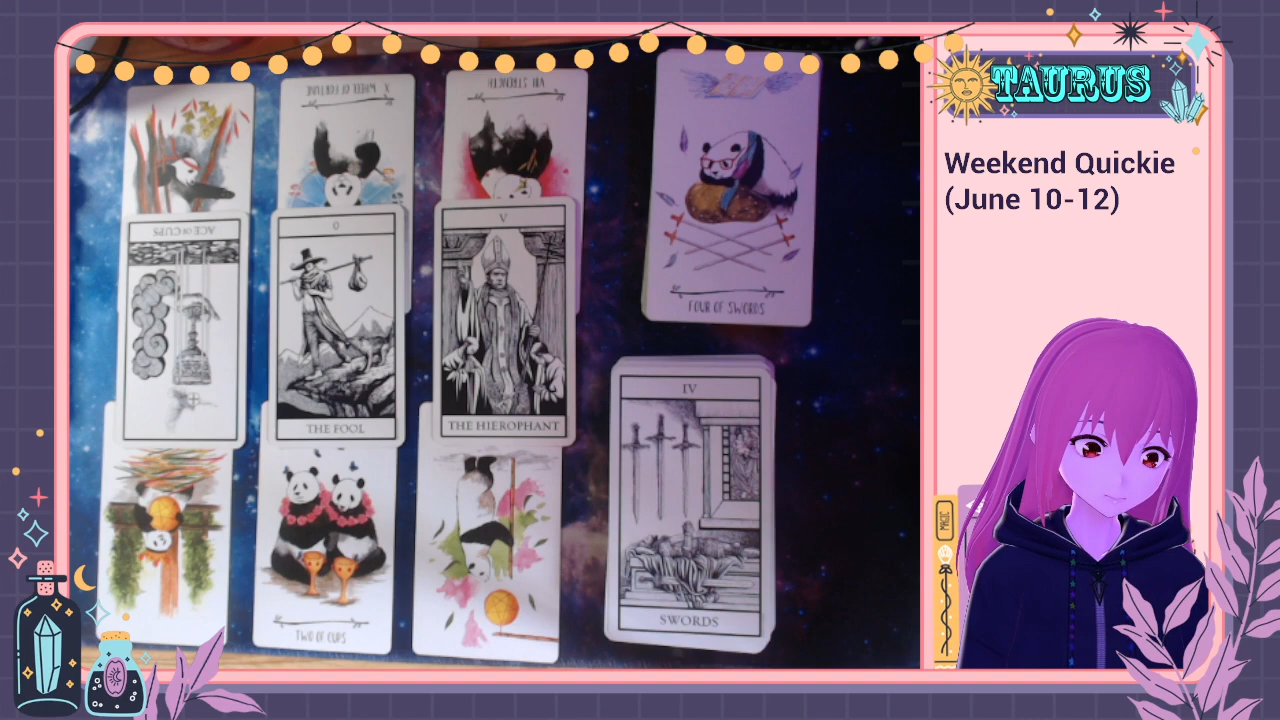 TAURUS
Weekend Quickie
(June 10-12)
X WHEEL OF FORTUNE
VIII STRENGTH
ACE OF CUPS
0
THE FOOL
V
THE HIEROPHANT
FOUR OF SWORDS
IV
SWORDS
TWO OF CUPS
MAGIC